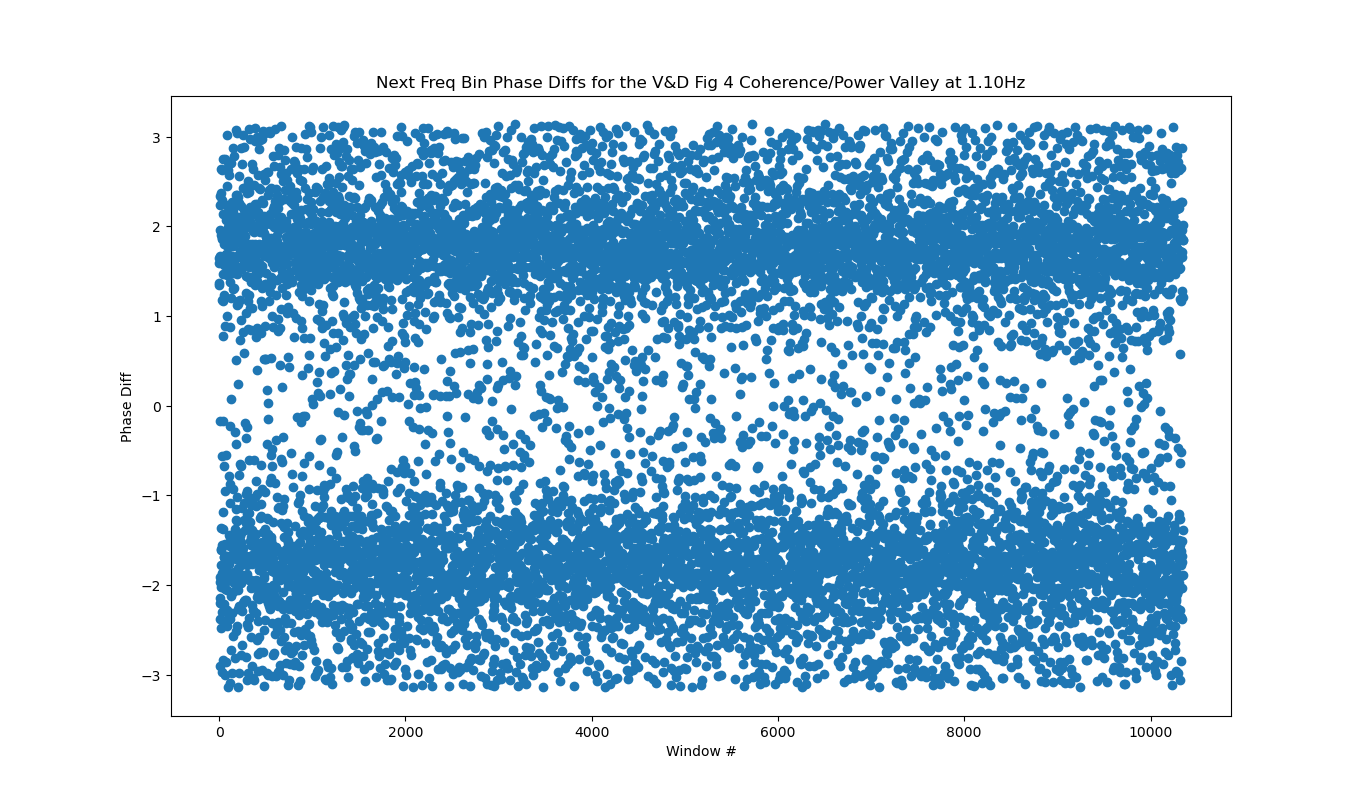 Next Freq Bin Phase Diffs for the V&D Fig 4 Coherence/Power Valley at 1.10Hz
3
2
1
0
−1
−2
−3
Phase Diff
0 2000 4000 6000 8000 10000
Window #